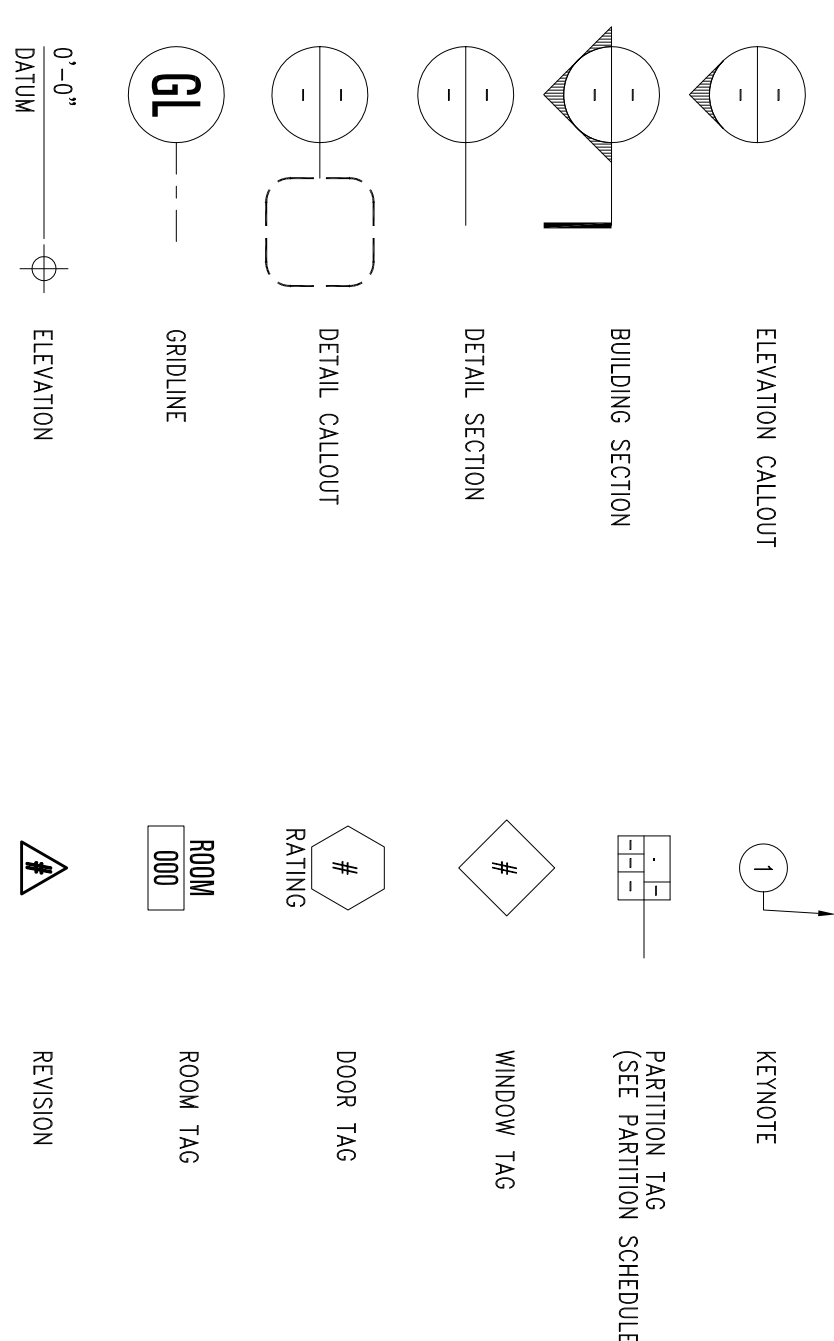 –
–
ELEVATION CALLOUT
–
–
BUILDING SECTION
–
–
DETAIL SECTION
–
–
DETAIL CALLOUT
GL
GRIDLINE
0'-0"
DATUM
ELEVATION
1
KEYNOTE
. –
– – –
PARTITION TAG
(SEE PARTITION SCHEDULE
#
WINDOW TAG
#
RATING
DOOR TAG
ROOM
000
ROOM TAG
#
REVISION